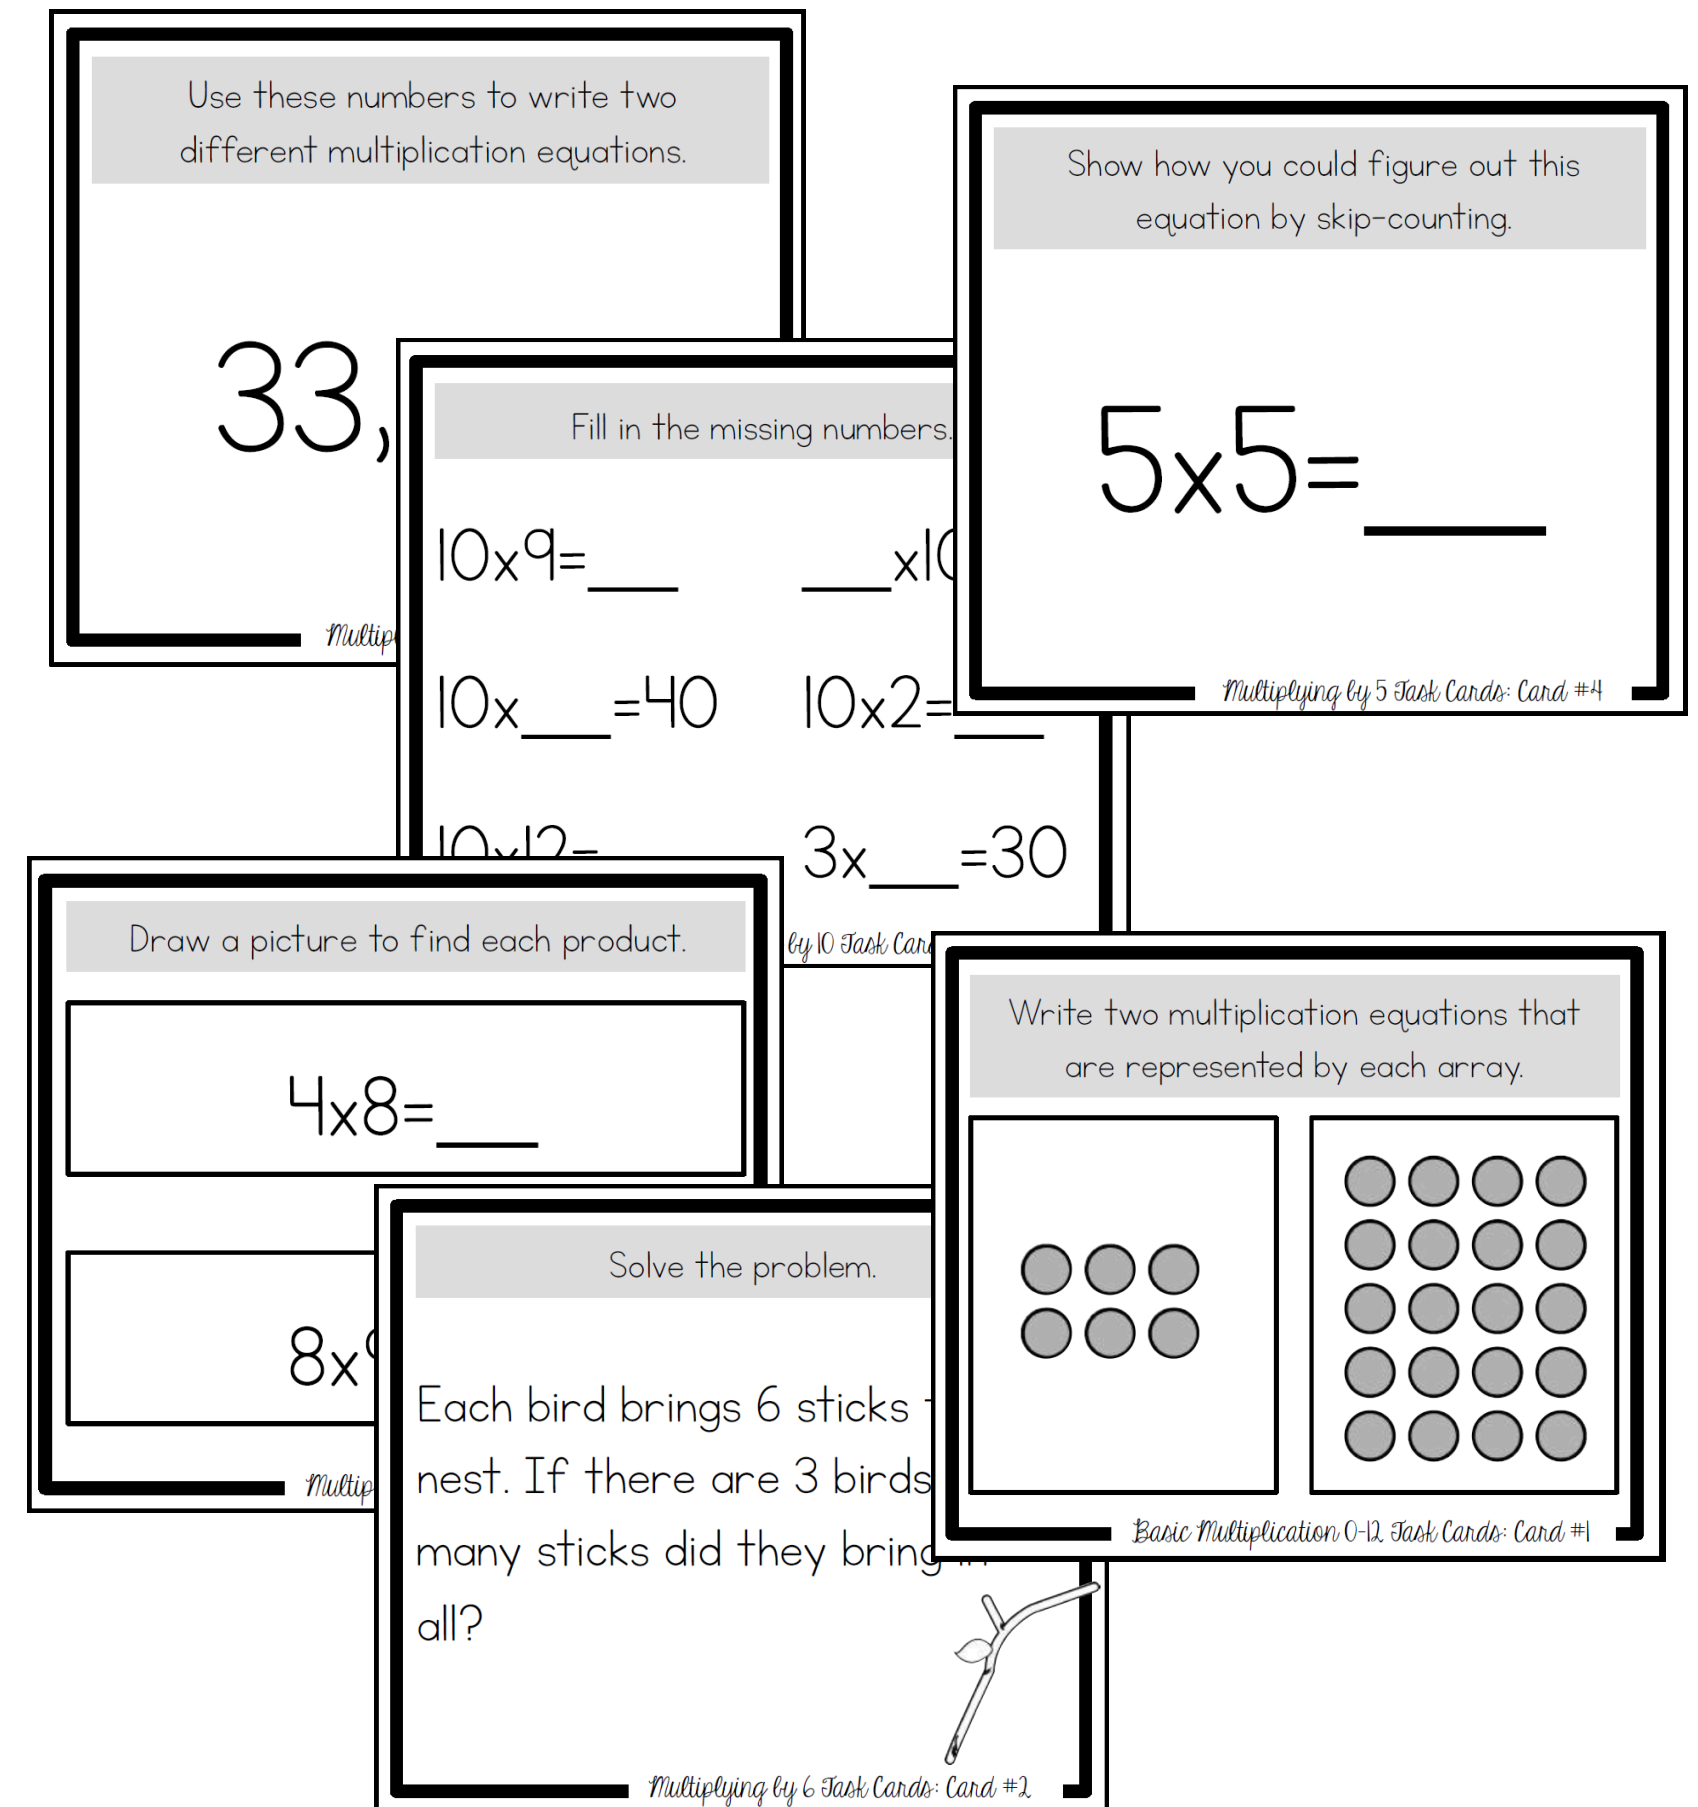 Use these numbers to write two
different multiplication equations.
33,
Show how you could figure out this
equation by skip-counting.
5x5=___
Multiplying by 5 Task Cards: Card #4
Fill in the missing numbers.
10x9=___
___x10
10x___=40
10x2=___
10x12=
3x___=30
by 10 Task
Draw a picture to find each product.
4x8=___
8x
Write two multiplication equations that
are represented by each array.
Basic Multiplication 0-12 Task Cards: Card #1
Solve the problem.
Each bird brings 6 sticks
nest. If there are 3 birds
many sticks did they bring in
all?
Multiplying by 6 Task Cards: Card #2